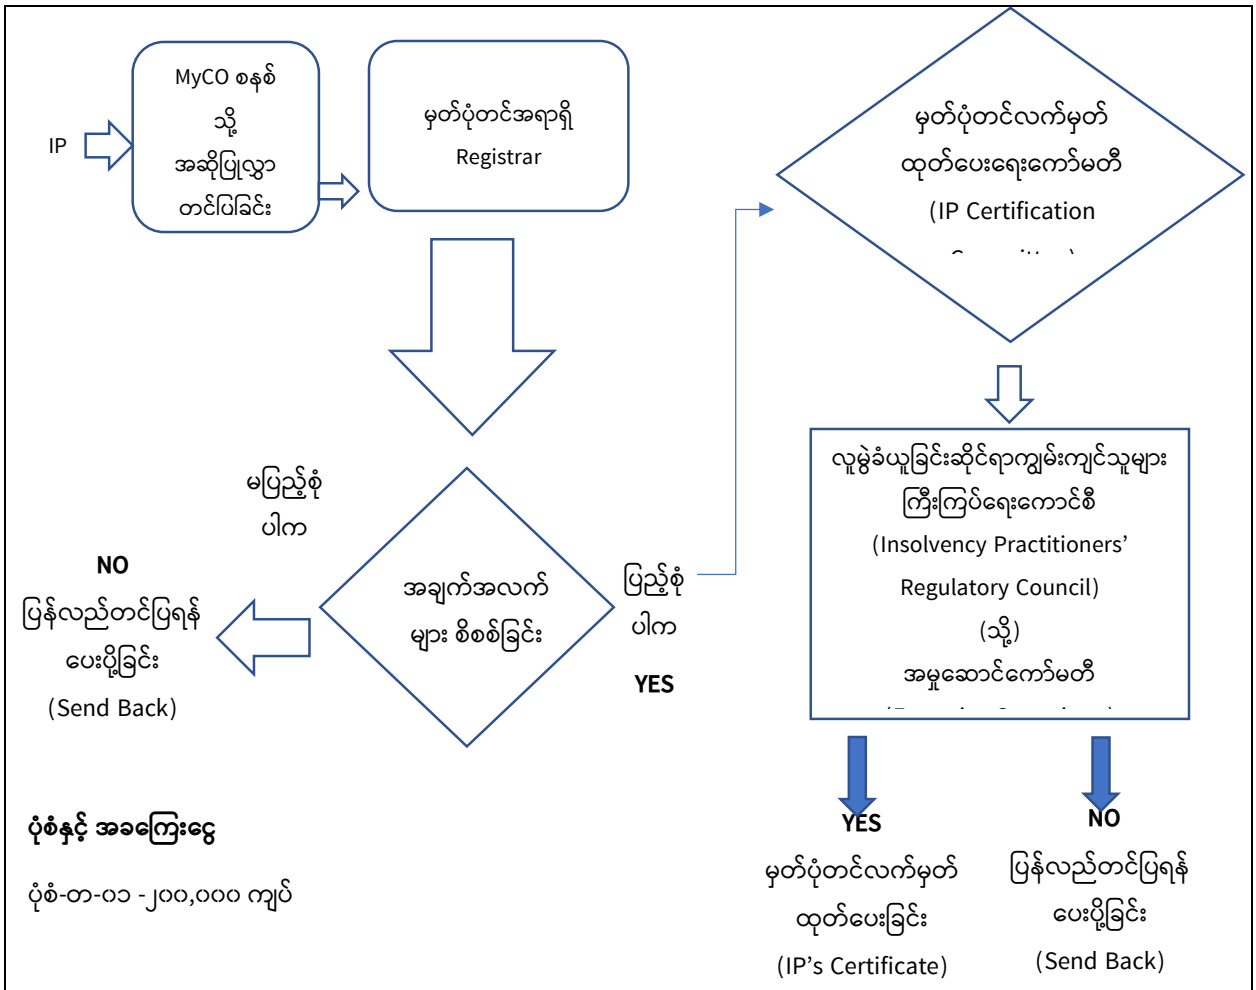 IP
MyCO စနစ်
သို့
အဆိုပြုလွှာ
တင်ပြခြင်း
မှတ်ပုံတင်အရာရှိ
Registrar
မပြည့်စုံ
ပါက
NO
ပြန်လည်တင်ပြရန်
ပေးပို့ခြင်း
(Send Back)
အချက်အလက်
များ စိစစ်ခြင်း
ပြည့်စုံ
ပါက
YES
မှတ်ပုံတင်လက်မှတ်
ထုတ်ပေးရေးကော်မတီ
(IP Certification
လူမွဲခံယူခြင်းဆိုင်ရာကျွမ်းကျင်သူများ
ကြီးကြပ်ရေးကောင်စီ
(Insolvency Practitioners’
Regulatory Council)
(သို့)
အမှုဆောင်ကော်မတီ
YES
မှတ်ပုံတင်လက်မှတ်
ထုတ်ပေးခြင်း
(IP’s Certificate)
NO
ပြန်လည်တင်ပြရန်
ပေးပို့ခြင်း
(Send Back)
ပုံစံနှင့် အခကြေးငွေ
ပုံစံ-တ-၀၁ -၂၀၀,၀၀၀ ကျပ်